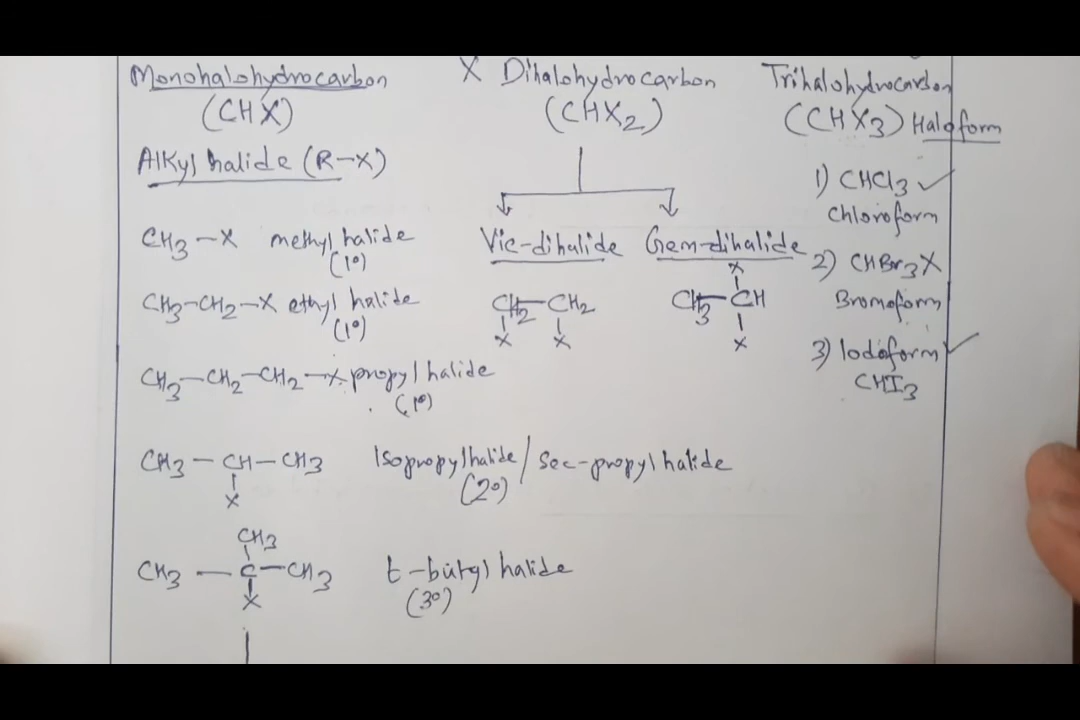 Monohalohydrocarbon
(CHX)
Alkyl halide (R-X)
CH3-X methyl halide
(1°)
CH3-CH2-X ethyl halide
(1°)
CH3-CH2-CH2-X propyl halide
(1°)
CH3-CH-CH3 Isopropylhalide/sec-propyl halide
X
(2°)
CH3
CH3-C-CH3 t-butyl halide
X
(3°)
X Dihalohydrocarbon
(CHX2)
Vic-dihalide Gem-dihalide
X
CH2-CH2 CH3-CH
X X X
Trihalohydrocarbon
(CHX3) Haloform
1) CHCl3 ✓
Chloroform
2) CHBr3 X
Bromoform
3) Iodoform ✓
CHI3